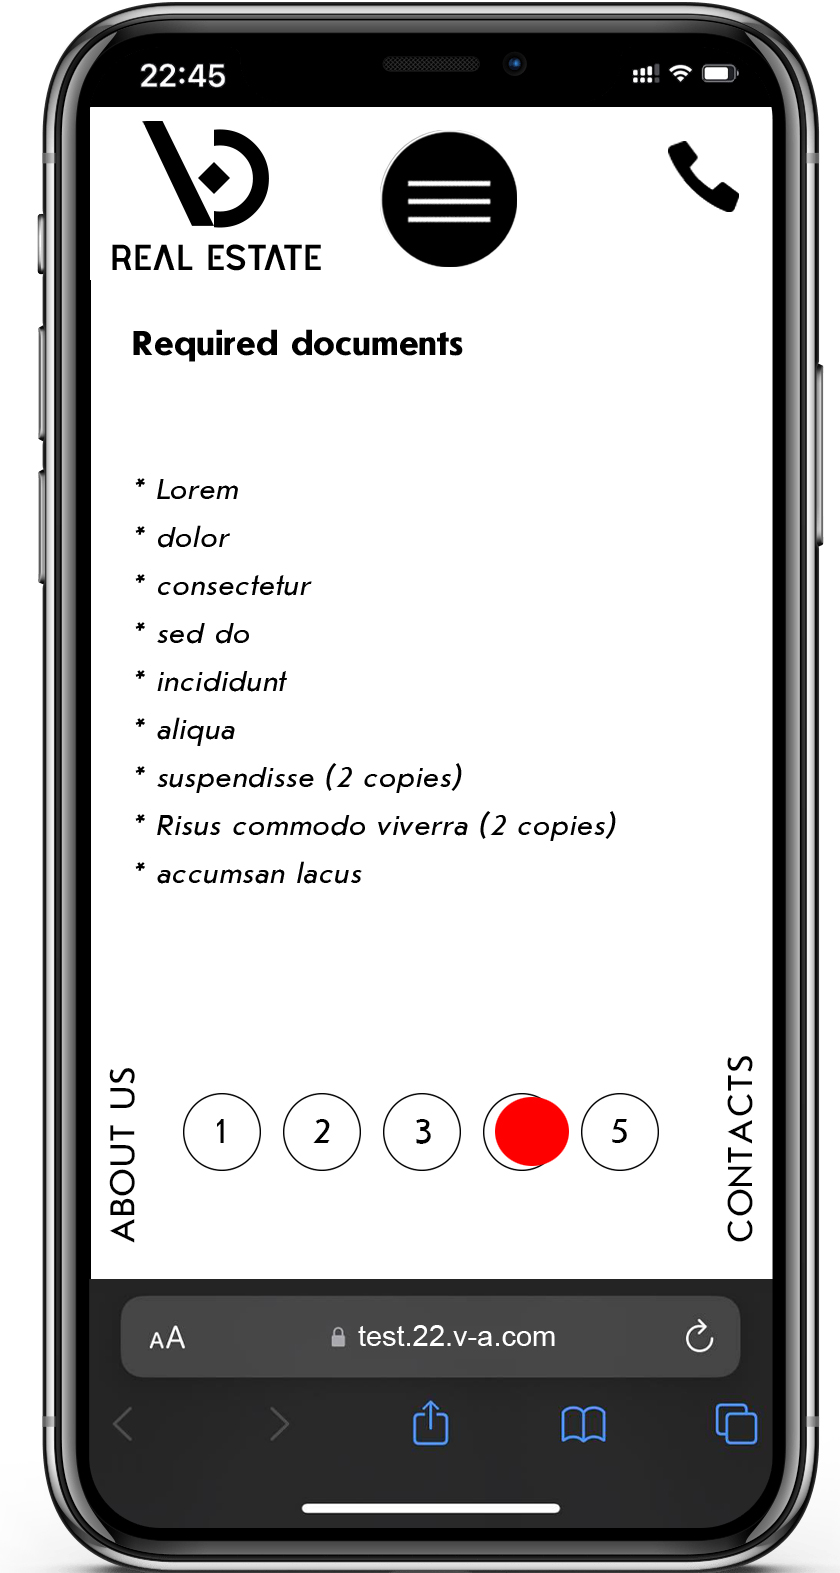 22:45
REAL ESTATE
Required documents
* Lorem
* dolor
* consectetur
* sed do
* incididunt
* aliqua
* suspendisse (2 copies)
* Risus commodo viverra (2 copies)
* accumsan lacus
ABOUT US
1 2 3 5
CONTACTS
AA test.22.v-a.com